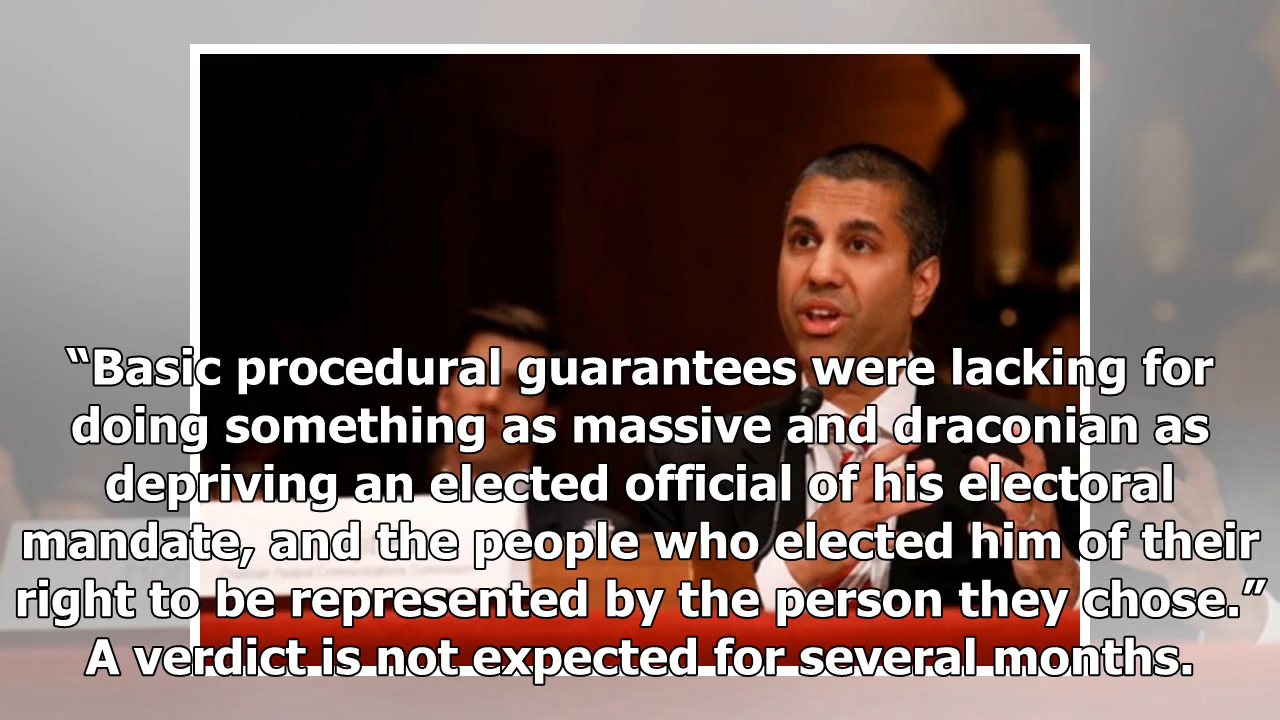 “Basic procedural guarantees were lacking for
doing something as massive and draconian as
depriving an elected official of his electoral
mandate, and the people who elected him of their
right to be represented by the person they chose.”
A verdict is not expected for several months.